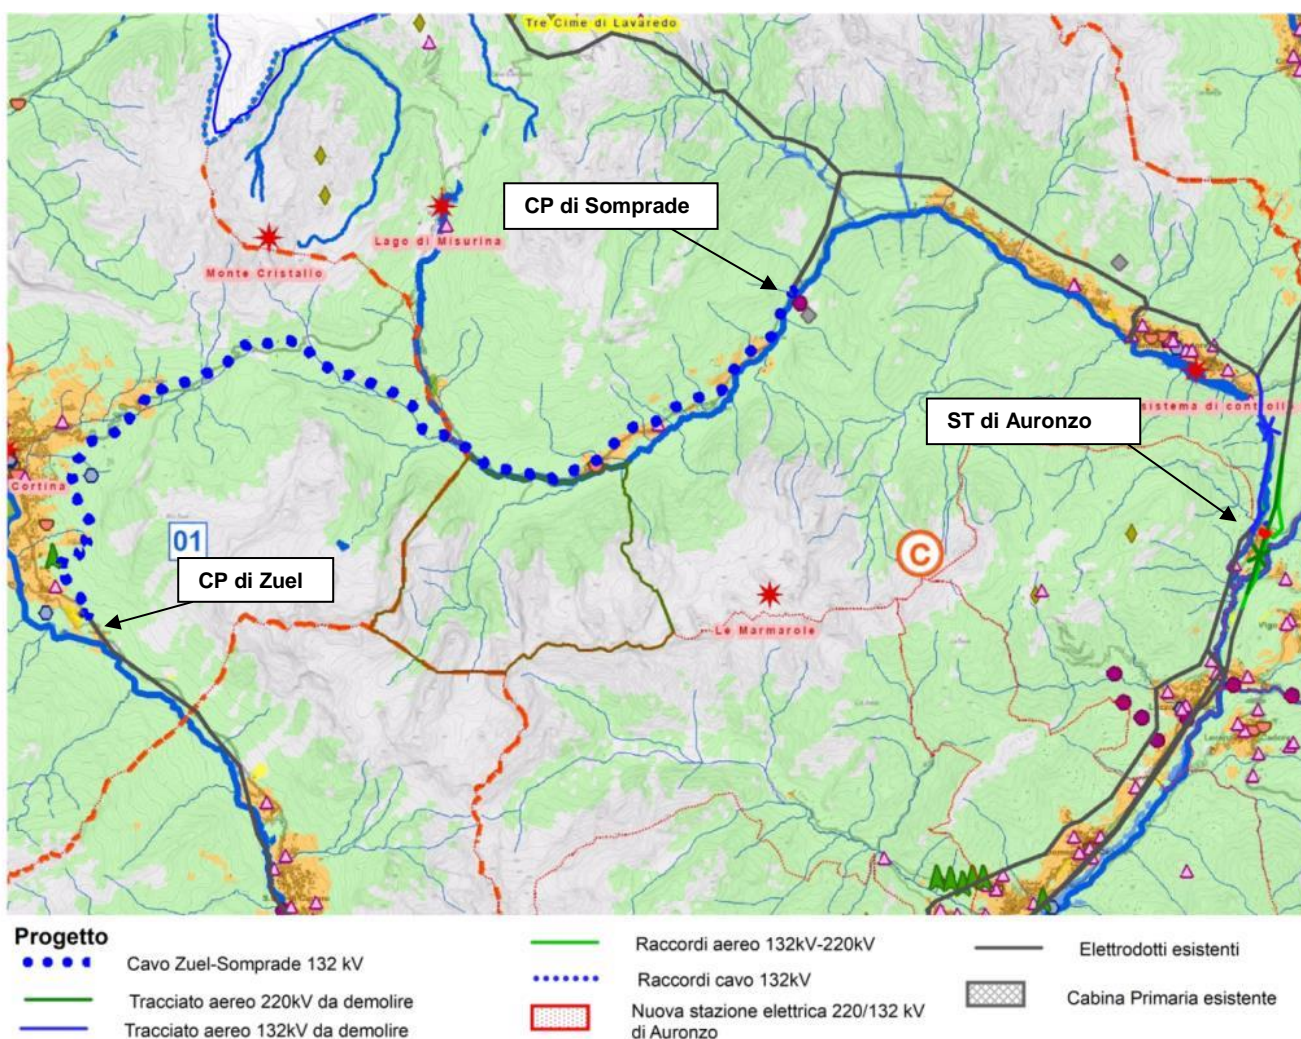 Tre Cime di Lavaredo
CP di Somprade
Lago di Misurina
Monte Cristallo
ST di Auronzo
sistema di controllo
Cortina
01
C
CP di Zuel
Le Marmarole
Vigo
Progetto
Cavo Zuel-Somprade 132 kV
Tracciato aereo 220kV da demolire
Tracciato aereo 132kV da demolire
Raccordi aereo 132kV-220kV
Raccordi cavo 132kV
Nuova stazione elettrica 220/132 kV
di Auronzo
Elettrodotti esistenti
Cabina Primaria esistente